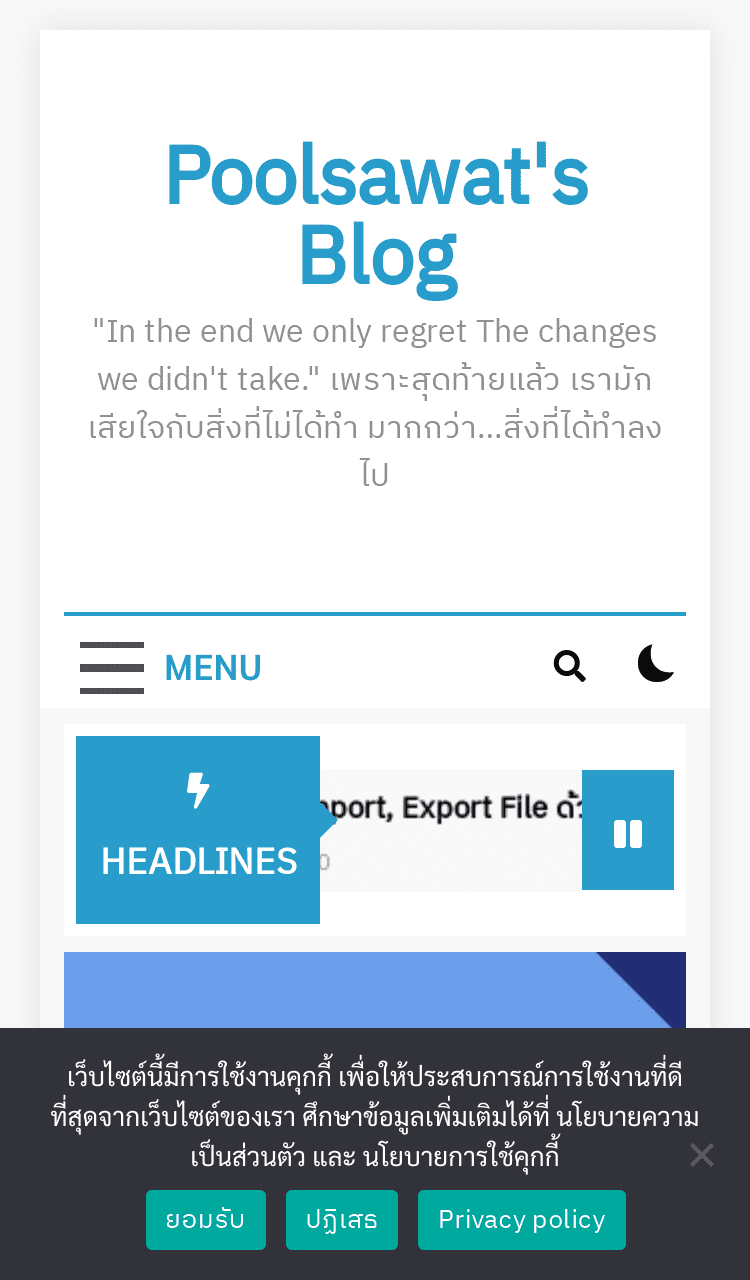 Poolsawat's
Blog
"In the end we only regret The changes
we didn't take." เพราะสุดท้ายแล้ว เรามัก
เสียใจกับสิ่งที่ไม่ได้ทำ มากกว่า...สิ่งที่ได้ทำลง
ไป
MENU
HEADLINES
Export File
เว็บไซต์นี้มีการใช้งานคุกกี้ เพื่อให้ประสบการณ์การใช้งานที่ดี
ที่สุดจากเว็บไซต์ของเรา ศึกษาข้อมูลเพิ่มเติมได้ที่ นโยบายความ
เป็นส่วนตัว และ นโยบายการใช้คุกกี้
ยอมรับ ปฏิเสธ Privacy policy